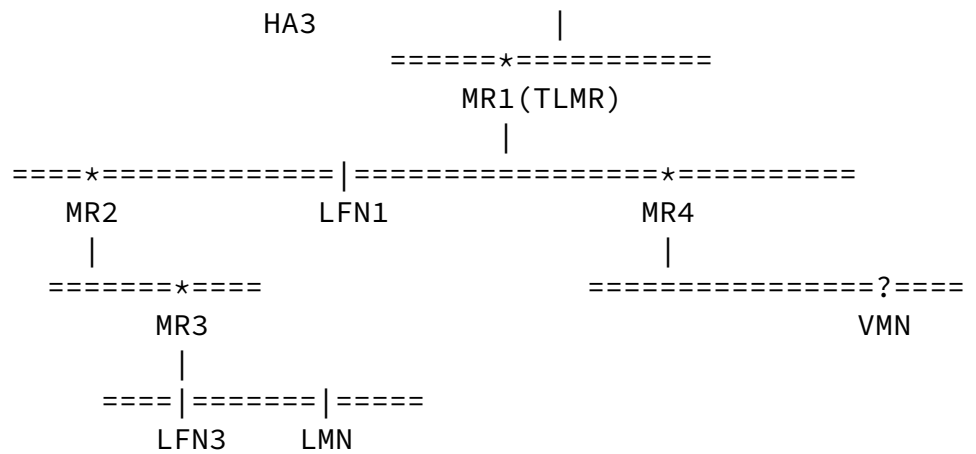 HA3 |
======*===========
MR1(TLMR)
|
====*=============|=================*==========
MR2 LFN1 MR4
| |
=======*==== ================?====
MR3 VMN
|
====|=======|=====
LFN3 LMN